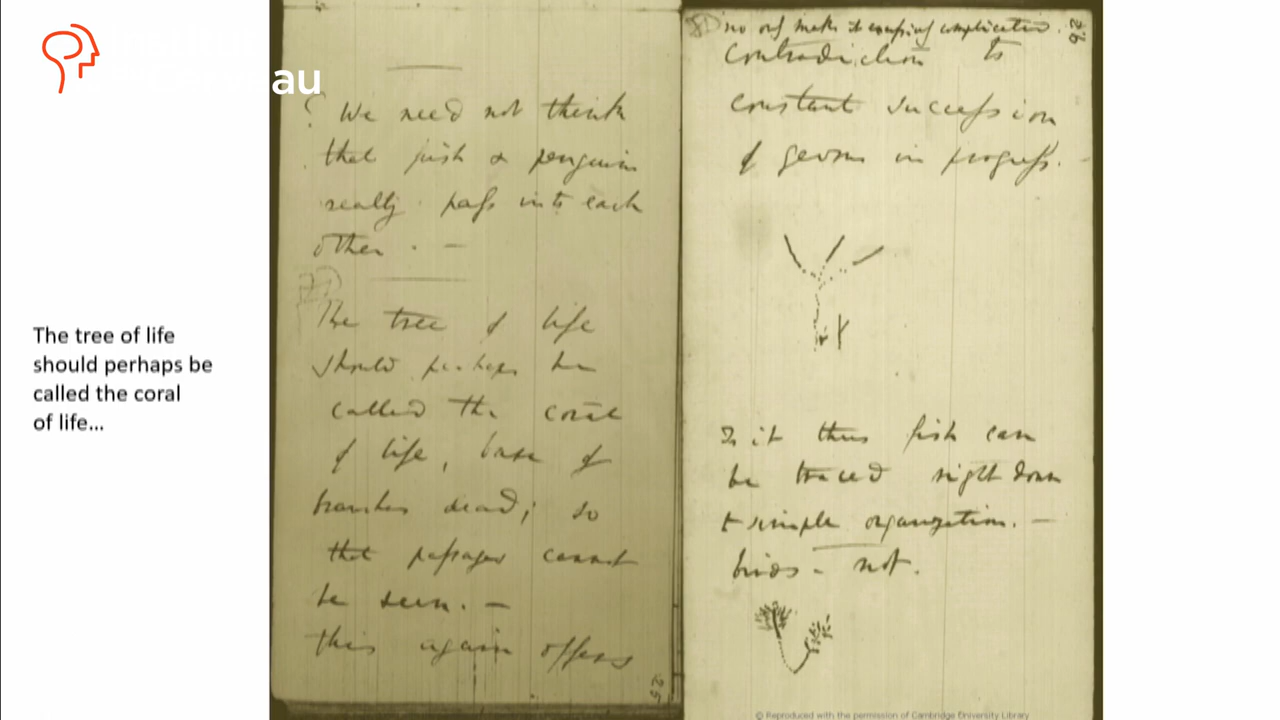 au
The tree of life
should perhaps be
called the coral
of life...
? We need not think
that fish & penguins
really pass into each
other. —
The tree of life
should perhaps be
called the coral
of life, base of
branches dead; so
that passages cannot
be seen. —
this again offers
25
26
no only makes it excessively complicated.
contradiction to
constant succession
of germs in progress.
Is it thus fish can
be traced right down
to simple organization. —
birds — not.
© Reproduced with the permission of Cambridge University Library